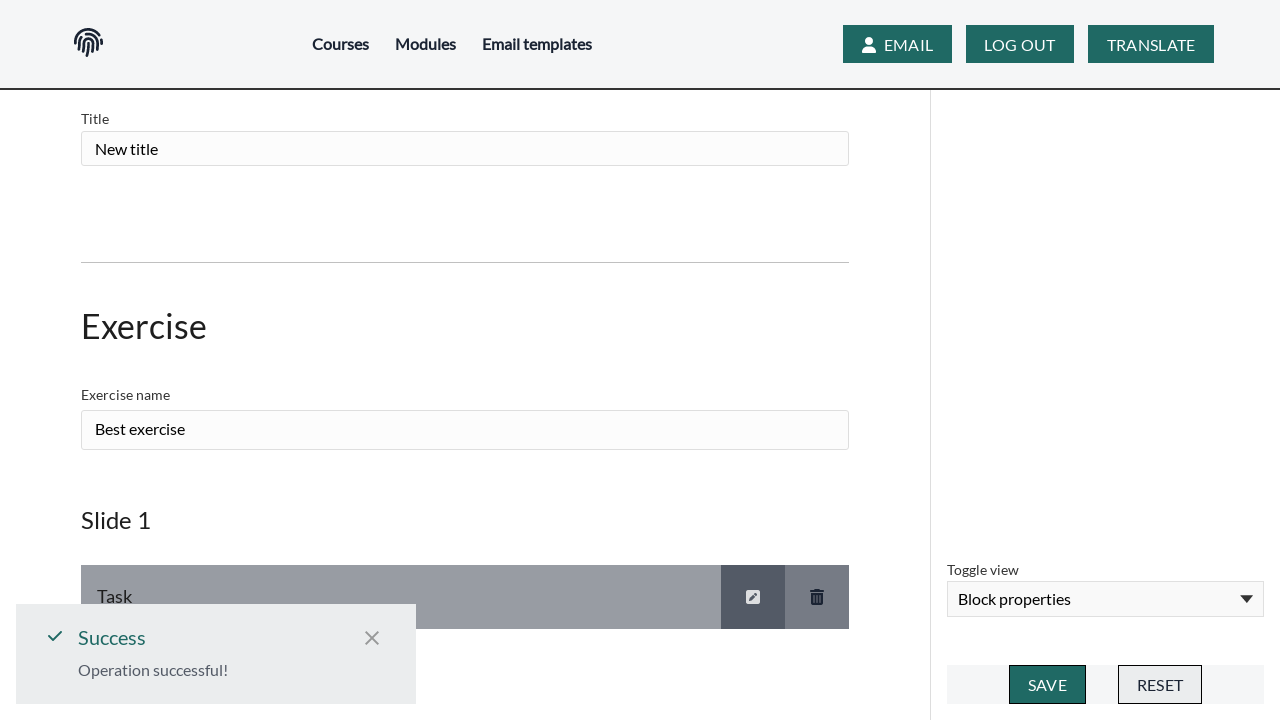 Courses Modules Email templates EMAIL LOG OUT TRANSLATE
Title
New title
Exercise
Exercise name
Best exercise
Slide 1
Task
Success
Operation successful!
Toggle view
Block properties
SAVE RESET